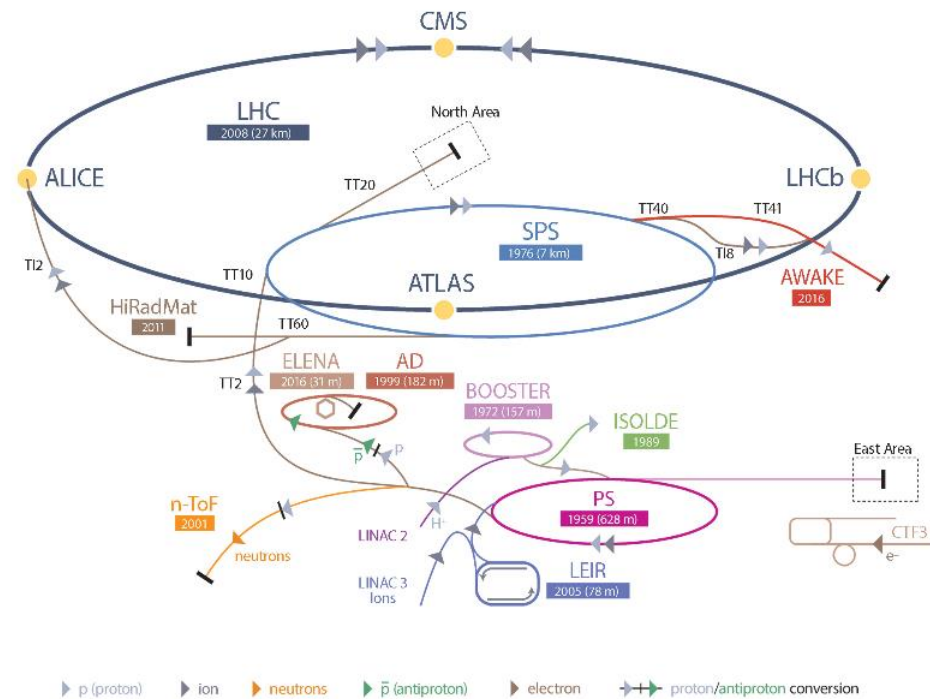 CMS
LHC
2008 (27 km)
North Area
ALICE
LHCb
TT20
TT40
TT41
SPS
1976 (7 km)
TI8
TI2
TT10
ATLAS
AWAKE
2016
HiRadMat
2011
TT60
ELENA
2016 (31 m)
AD
1999 (182 m)
TT2
BOOSTER
1972 (157 m)
ISOLDE
1989
p̅
p
East Area
n-ToF
2001
PS
1959 (628 m)
LINAC 2
H⁻
neutrons
CTF3
e-
LINAC 3
Ions
LEIR
2005 (78 m)
p (proton)
ion
neutrons
p̅ (antiproton)
electron
proton/antiproton conversion